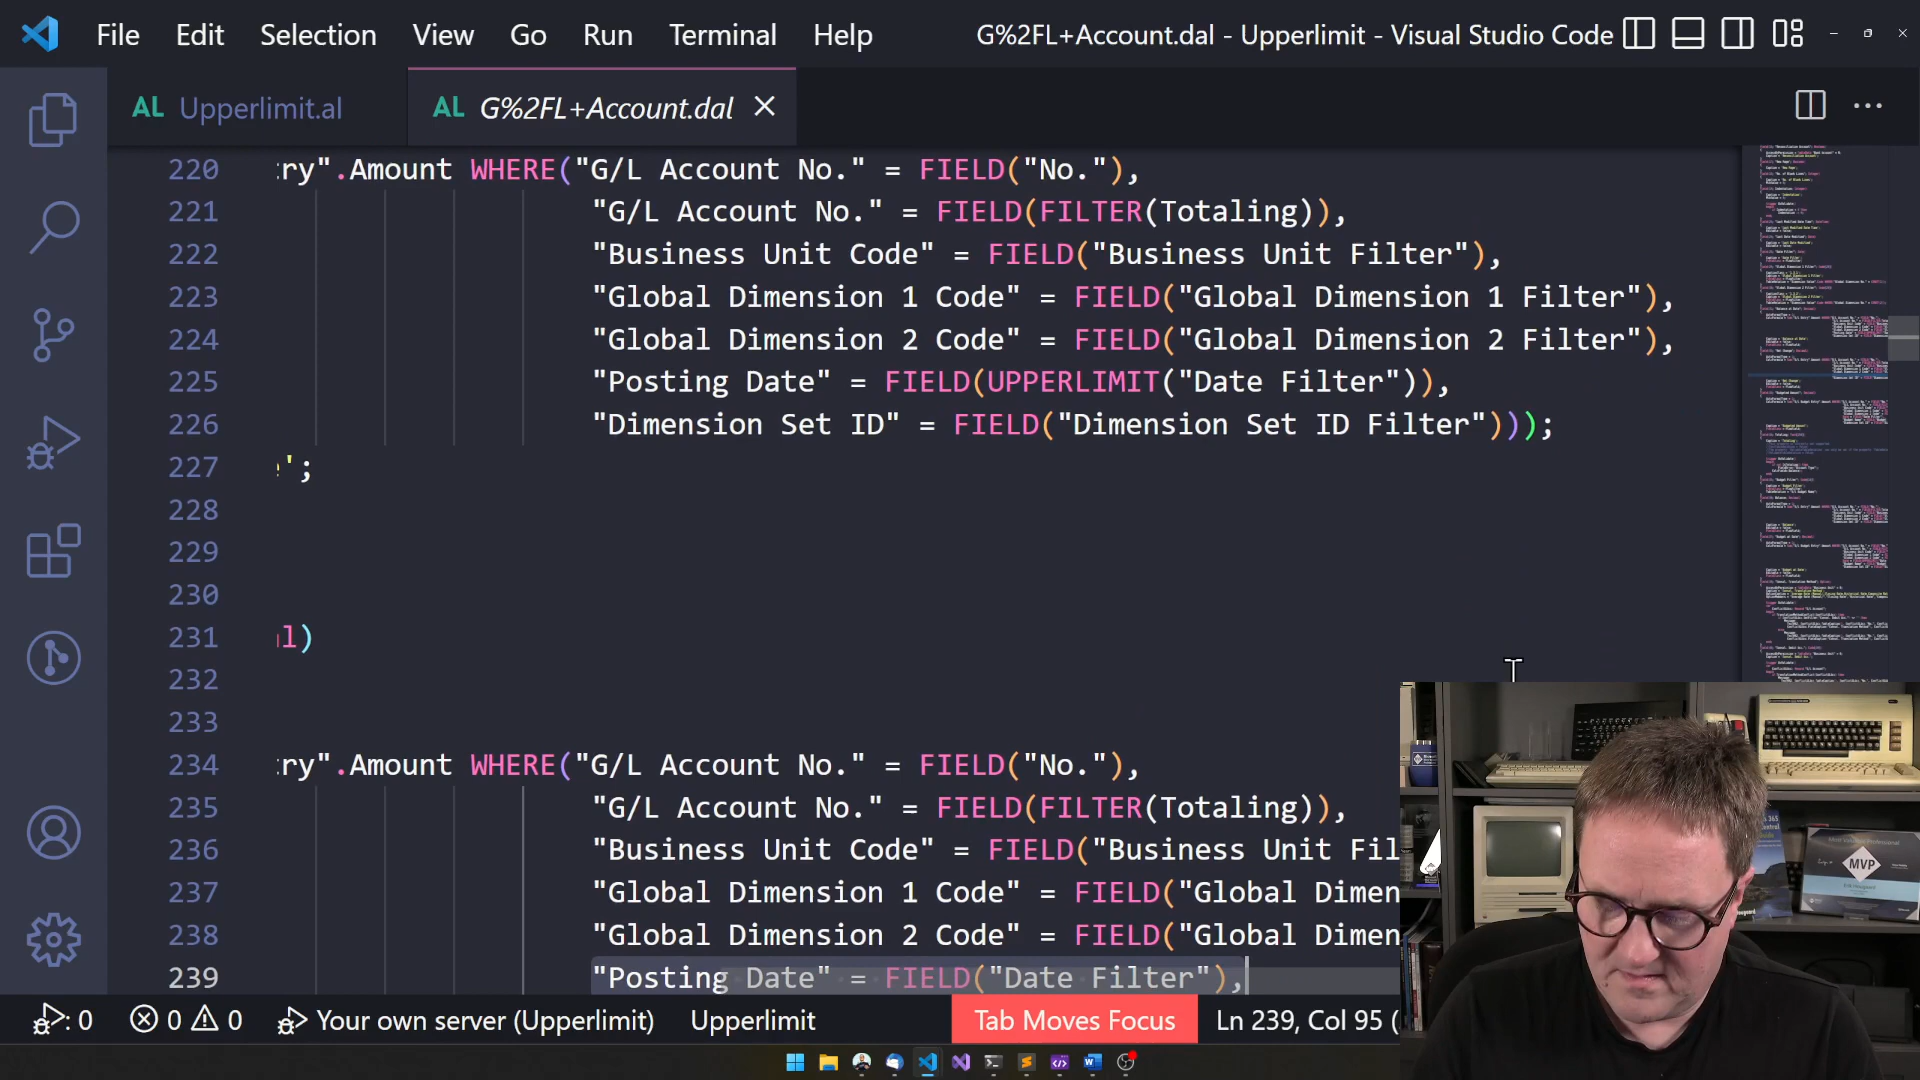 File Edit Selection View Go Run Terminal Help G%2FL+Account.dal - Upperlimit - Visual Studio Code
AL Upperlimit.al AL G%2FL+Account.dal
220 ry".Amount WHERE("G/L Account No." = FIELD("No."),
221 "G/L Account No." = FIELD(FILTER(Totaling)),
222 "Business Unit Code" = FIELD("Business Unit Filter"),
223 "Global Dimension 1 Code" = FIELD("Global Dimension 1 Filter"),
224 "Global Dimension 2 Code" = FIELD("Global Dimension 2 Filter"),
225 "Posting Date" = FIELD(UPPERLIMIT("Date Filter")),
226 "Dimension Set ID" = FIELD("Dimension Set ID Filter")));
227 e';
228
229
230
231 l)
232
233
234 ry".Amount WHERE("G/L Account No." = FIELD("No."),
235 "G/L Account No." = FIELD(FILTER(Totaling)),
236 "Business Unit Code" = FIELD("Business Unit Fil
237 "Global Dimension 1 Code" = FIELD("Global Dimen
238 "Global Dimension 2 Code" = FIELD("Global Dimen
239 "Posting Date" = FIELD("Date Filter"),
MVP
: 0 0 0 Your own server (Upperlimit) Upperlimit Tab Moves Focus Ln 239, Col 95 (